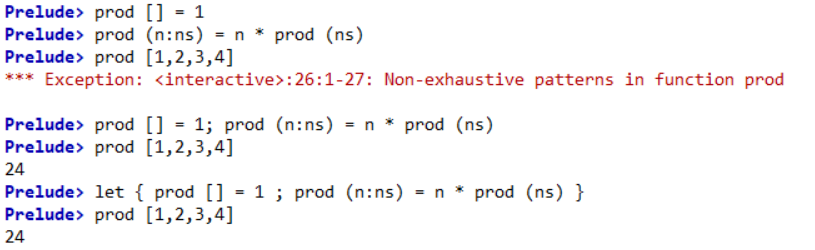 Prelude> prod [] = 1
Prelude> prod (n:ns) = n * prod (ns)
Prelude> prod [1,2,3,4]
*** Exception: <interactive>:26:1-27: Non-exhaustive patterns in function prod
Prelude> prod [] = 1; prod (n:ns) = n * prod (ns)
Prelude> prod [1,2,3,4]
24
Prelude> let { prod [] = 1 ; prod (n:ns) = n * prod (ns) }
Prelude> prod [1,2,3,4]
24